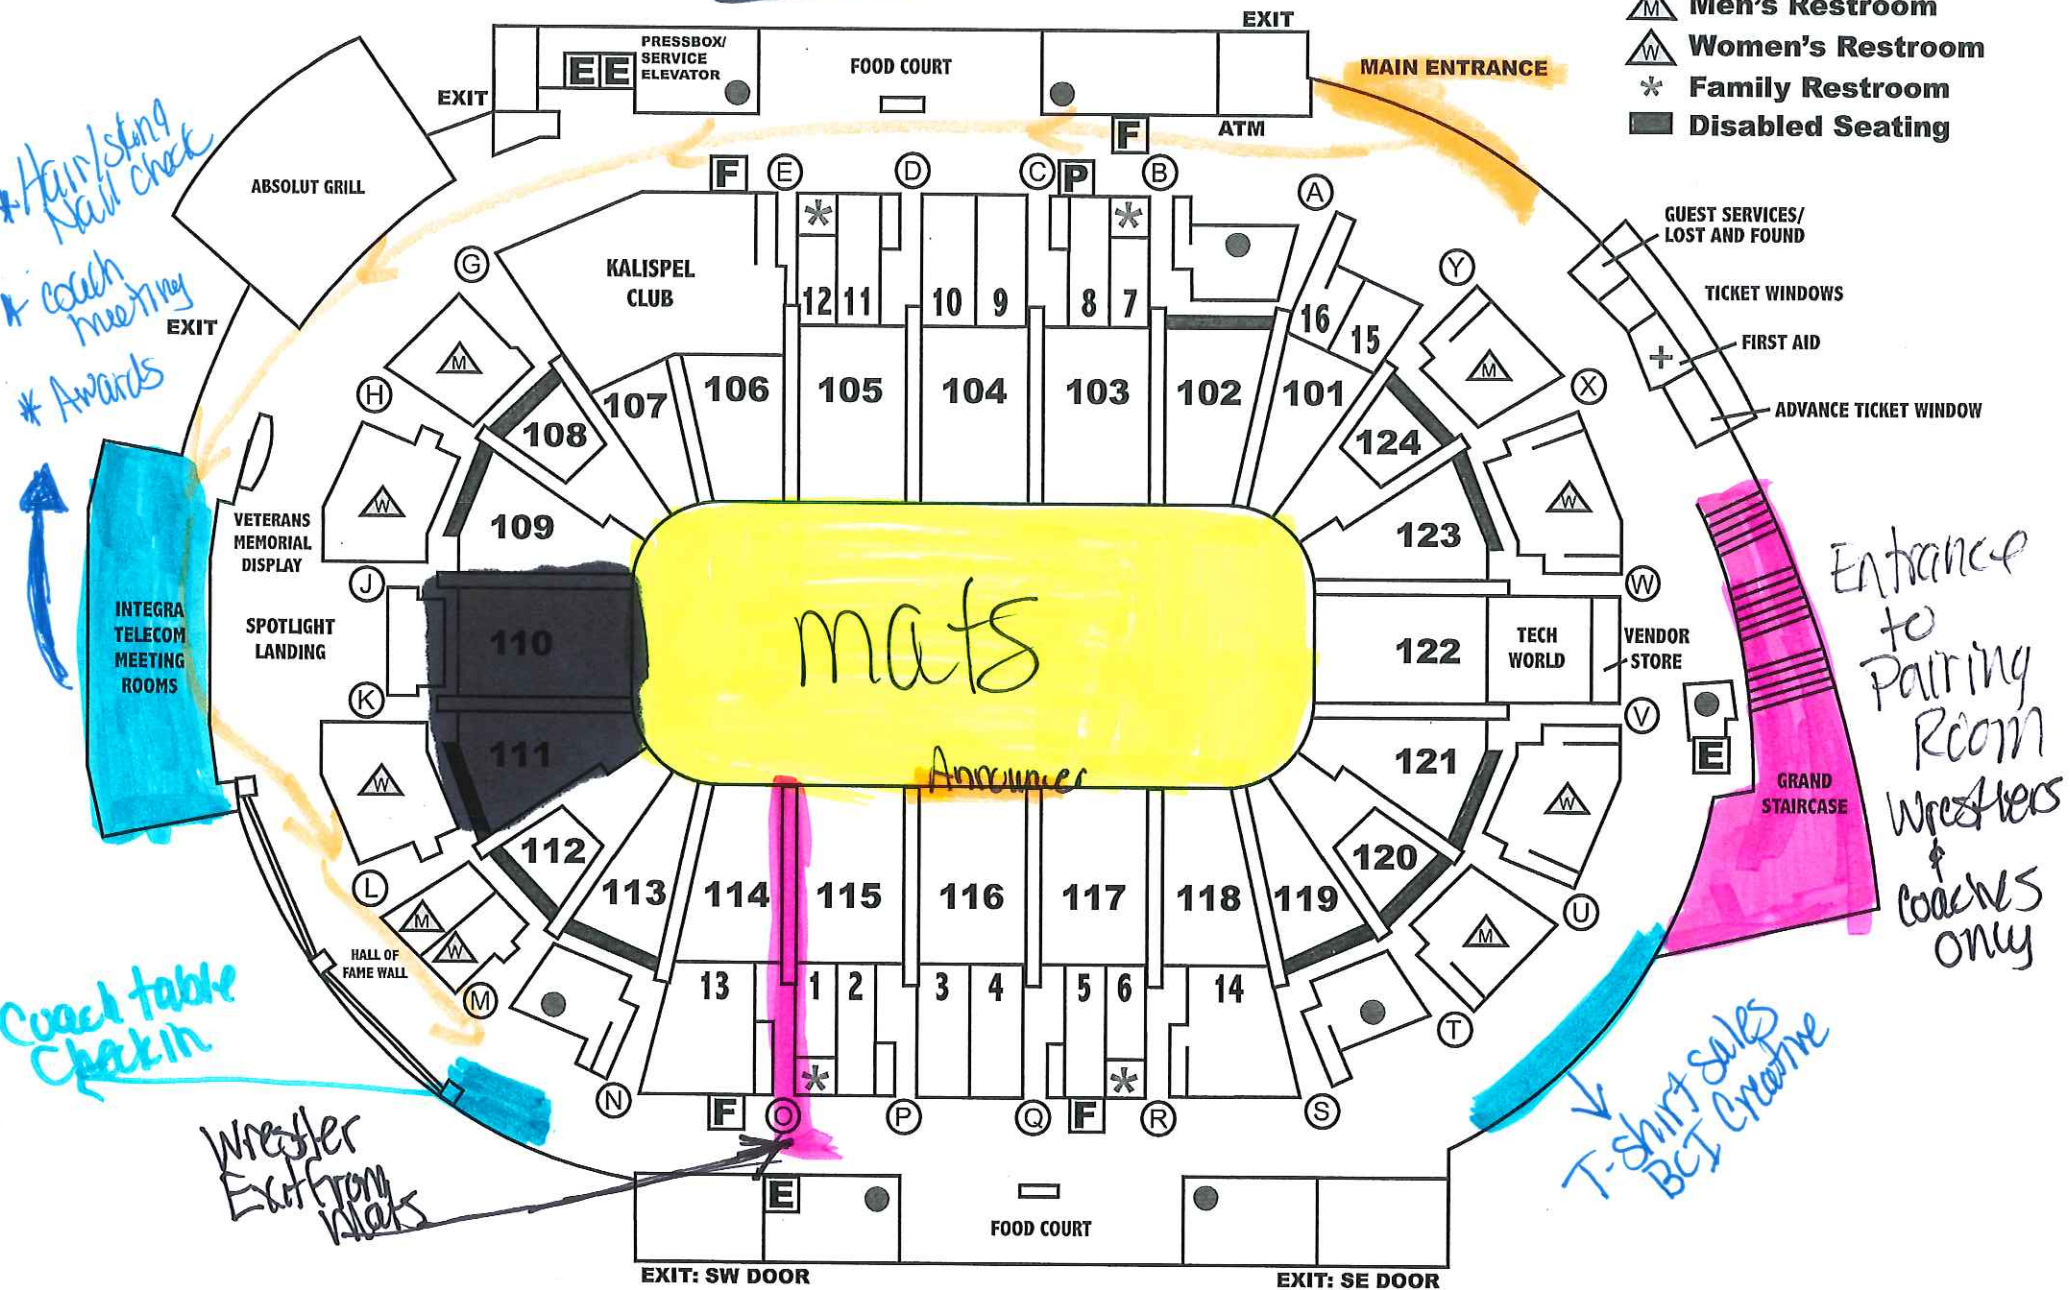 Men's Restroom
Women's Restroom
Family Restroom
Disabled Seating
EXIT
PRESSBOX/
SERVICE
ELEVATOR
E E
FOOD COURT
MAIN ENTRANCE
EXIT
ATM
F
ABSOLUT GRILL
*Hair/skin
Nail check
* coach
meeting
* Awards
EXIT
F E D C P B A
GUEST SERVICES/
LOST AND FOUND
TICKET WINDOWS
FIRST AID
ADVANCE TICKET WINDOW
G
KALISPEL
CLUB
* *
12 11 10 9 8 7
16 15
Y
M M
H X
107 106 105 104 103 102 101
108 124
W W
VETERANS
MEMORIAL
DISPLAY
109 123
J W
INTEGRA
TELECOM
MEETING
ROOMS
SPOTLIGHT
LANDING
110
mats
122
TECH
WORLD
VENDOR
STORE
K V
111 121
E
W W
Announcer
GRAND
STAIRCASE
Entrance
to
Pairing
Room
Wrestlers
&
Coaches
only
112 120
113 114 115 116 117 118 119
L U
M W M
HALL OF
FAME WALL
M T
13 1 2 3 4 5 6 14
* *
N F O P Q F R S
Coach table
Checkin
Wrestler
Exit from
Mats
T-shirt sales
BCI Creative
E
FOOD COURT
EXIT: SW DOOR
EXIT: SE DOOR